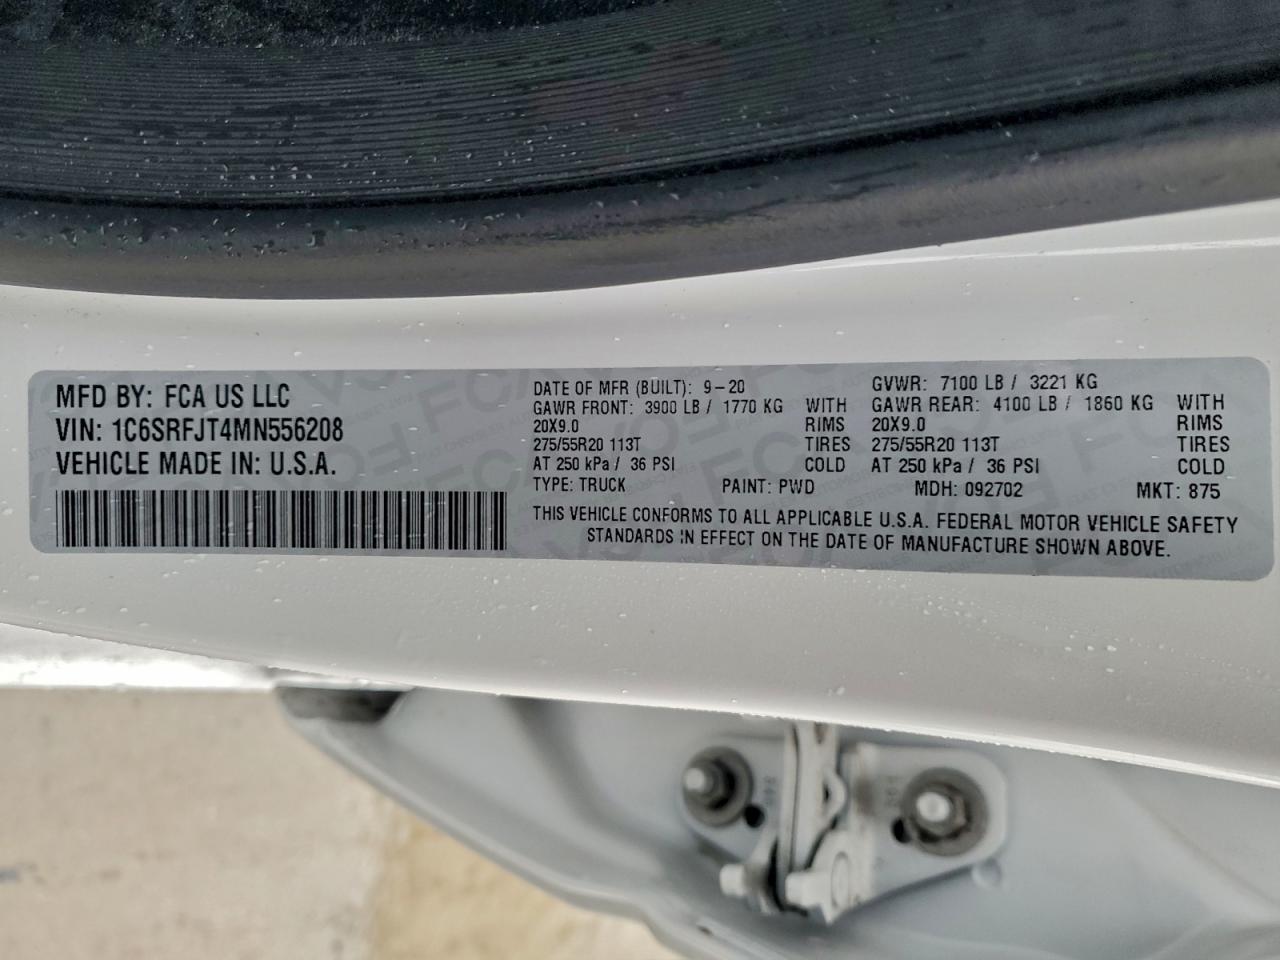 MFD BY: FCA US LLC
VIN: 1C6SRFJT4MN556208
VEHICLE MADE IN: U.S.A.
DATE OF MFR (BUILT): 9-20
GAWR FRONT: 3900 LB / 1770 KG WITH
20X9.0 RIMS
275/55R20 113T TIRES
AT 250 kPa / 36 PSI COLD
GVWR: 7100 LB / 3221 KG
GAWR REAR: 4100 LB / 1860 KG WITH
20X9.0 RIMS
275/55R20 113T TIRES
AT 250 kPa / 36 PSI COLD
TYPE: TRUCK PAINT: PWD MDH: 092702 MKT: 875
THIS VEHICLE CONFORMS TO ALL APPLICABLE U.S.A. FEDERAL MOTOR VEHICLE SAFETY
STANDARDS IN EFFECT ON THE DATE OF MANUFACTURE SHOWN ABOVE.